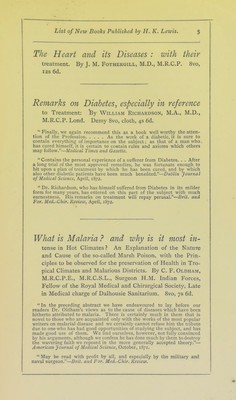 List of New Books Published by H. K. Lewis. 5
The Heart and its Diseases: with their
treatment. By J. M. FOTHERGILL, M.D., M.R.C.P. 8vo,
12s 6d.
Remarks on Diabetes, especially in reference
to Treatment: By WILLIAM RICHARDSON, M.A., M.D.,
M.R.C.P. Lond. Demy 8vo, cloth, 4s 6d.
"Finally, we again recommend this as a book well worthy the atten-
tion of the Profession. . . . As the work of a diabetic, it is sure to
contain everything of importance on the subject; as that of a man who
has cured himself, it is certain to contain rules and axioms which others
may follow."—Medical Times and Gazette.
"Contains the personal experience of a sufferer from Diabetes. . . After
a long trial of the most approved remedies, he was fortunate enough to
hit upon a plan of treatment by which he has been cured, and by which
also other diabetic patients have been much benefited."—Dublin Journal
of Medical Science, April, 1872.
"Dr. Richardson, who has himself suffered from Diabetes in its milder
form for many years, has entered on this part of the subject with much
earnestness. His remarks on treatment will repay perusal."—Brit. and
For. Med.-Chir. Review, April, 1872.
What is Malaria? and why is it most in-
tense in Hot Climates? An Explanation of the Nature
and Cause of the so-called Marsh Poison, with the Prin-
ciples to be observed for the preservation of Health in Tro-
pical Climates and Malarious Districts. By C. F. OLDHAM,
M.R.C.P.E., M.R.C.S.L., Surgeon H.M. Indian Forces,
Fellow of the Royal Medical and Chirurgical Society, Late
in Medical charge of Dalhousie Sanitarium. 8vo, 7s 6d.
"In the preceding abstract we have endeavoured to lay before our
readers Dr. Oldham's views as to the cause of diseases which have been
hitherto attributed to malaria. There is certainly much in them that is
novel to those who are acquainted only with the works of the most popular
writers on malarial disease and we certainly cannot refuse him the tribute
due to one who has had good opportunities of studying the subject, and has
made good use of them. We find ourselves, however, not fully convinced
by his arguments, although we confess he has done much by them to destroy
the unerring faith we reposed in the more generally accepted theory."—
American Journal of Medical Science, October, 1871.
"May be read with profit by all, and especially by the military and
naval surgeon."—Brit. and For. Med.-Chir. Review.